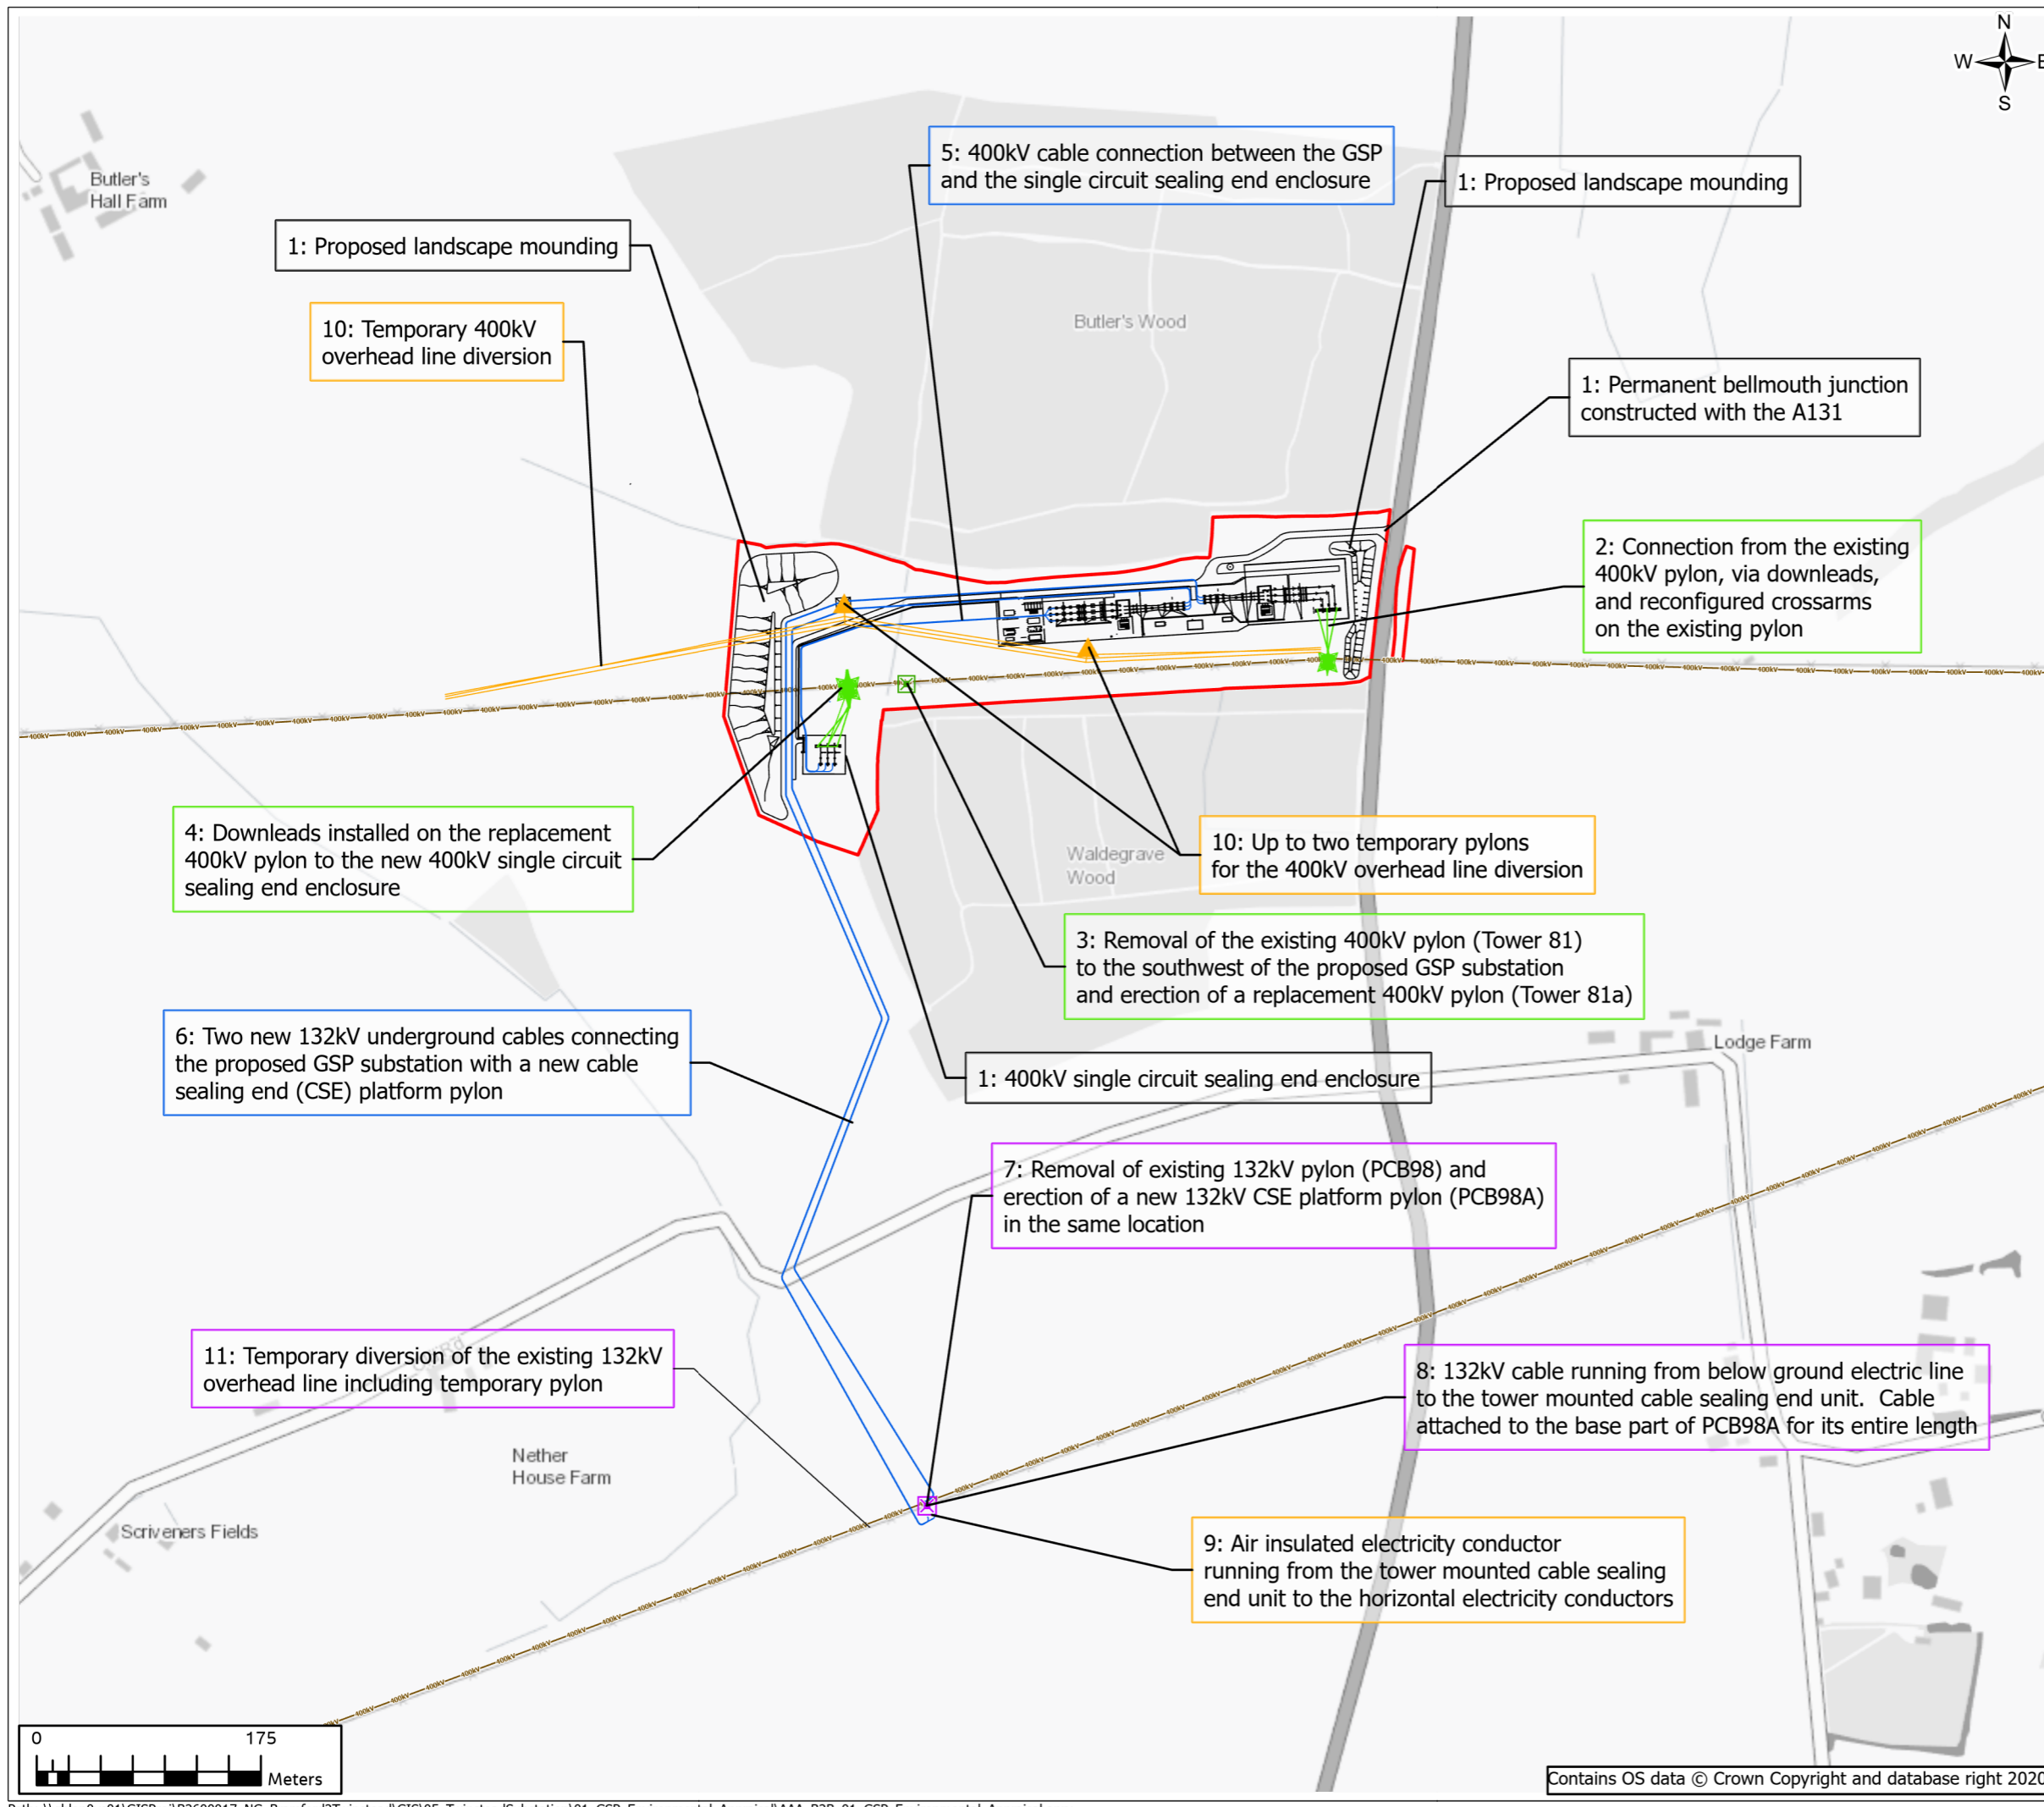 N
W
E
S
5: 400kV cable connection between the GSP
and the single circuit sealing end enclosure
1: Proposed landscape mounding
Butler's
Hall Farm
1: Proposed landscape mounding
10: Temporary 400kV
overhead line diversion
Butler's Wood
1: Permanent bellmouth junction
constructed with the A131
2: Connection from the existing
400kV pylon, via downleads,
and reconfigured crossarms
on the existing pylon
400kV
4: Downleads installed on the replacement
400kV pylon to the new 400kV single circuit
sealing end enclosure
10: Up to two temporary pylons
for the 400kV overhead line diversion
Waldegrave
Wood
3: Removal of the existing 400kV pylon (Tower 81)
to the southwest of the proposed GSP substation
and erection of a replacement 400kV pylon (Tower 81a)
6: Two new 132kV underground cables connecting
the proposed GSP substation with a new cable
sealing end (CSE) platform pylon
Lodge Farm
1: 400kV single circuit sealing end enclosure
7: Removal of existing 132kV pylon (PCB98) and
erection of a new 132kV CSE platform pylon (PCB98A)
in the same location
400kV
11: Temporary diversion of the existing 132kV
overhead line including temporary pylon
8: 132kV cable running from below ground electric line
to the tower mounted cable sealing end unit. Cable
attached to the base part of PCB98A for its entire length
Nether
House Farm
Scriveners Fields
9: Air insulated electricity conductor
running from the tower mounted cable sealing
end unit to the horizontal electricity conductors
0 175
Meters
Contains OS data © Crown Copyright and database right 2020